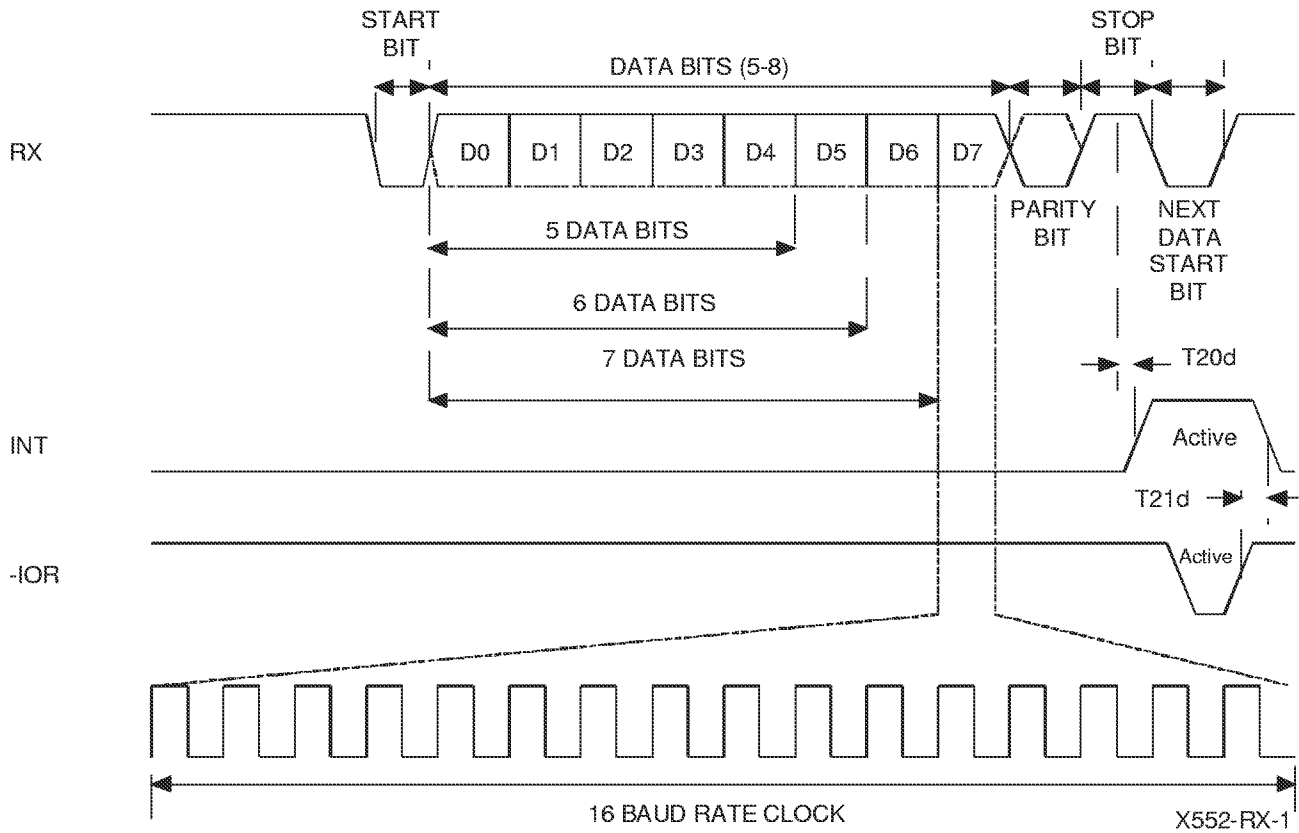 START
BIT
STOP
BIT
DATA BITS (5-8)
RX
D0 D1 D2 D3 D4 D5 D6 D7
PARITY
BIT
NEXT
DATA
START
BIT
5 DATA BITS
6 DATA BITS
7 DATA BITS
T20d
INT
Active
T21d
-IOR
Active
16 BAUD RATE CLOCK
X552-RX-1